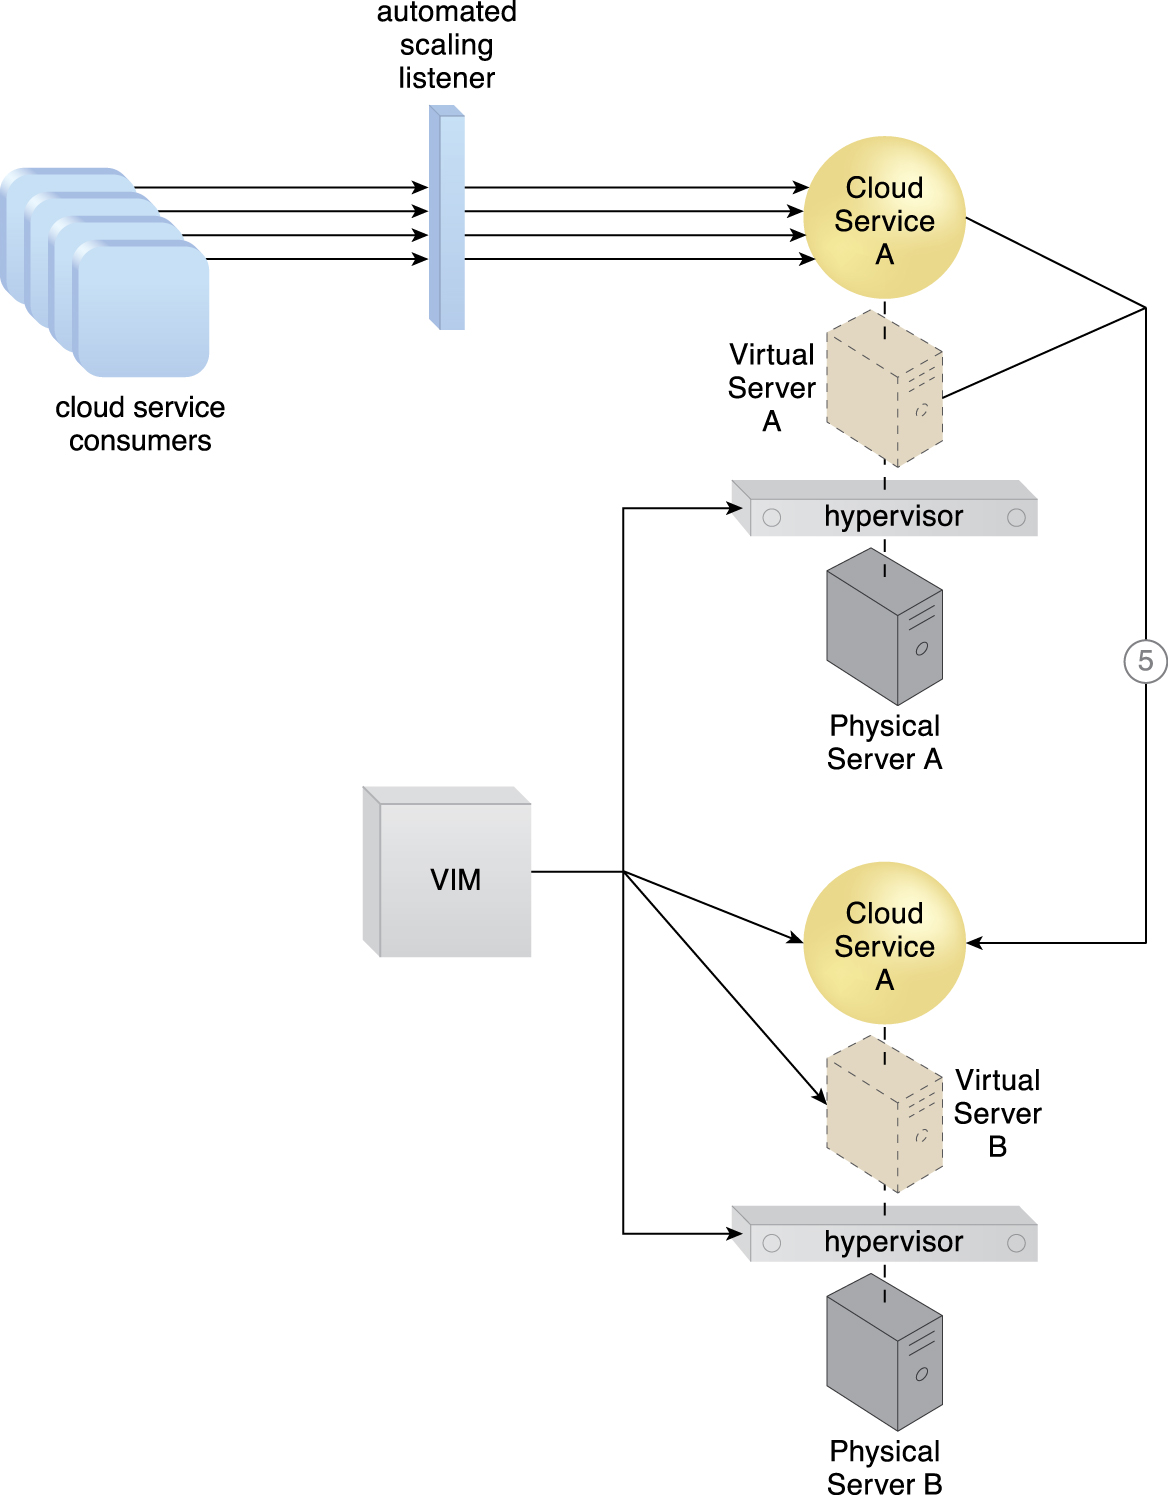 automated
scaling
listener
Cloud
Service
A
Virtual
Server
A
cloud service
consumers
hypervisor
5
Physical
Server A
VIM
Cloud
Service
A
Virtual
Server
B
hypervisor
Physical
Server B